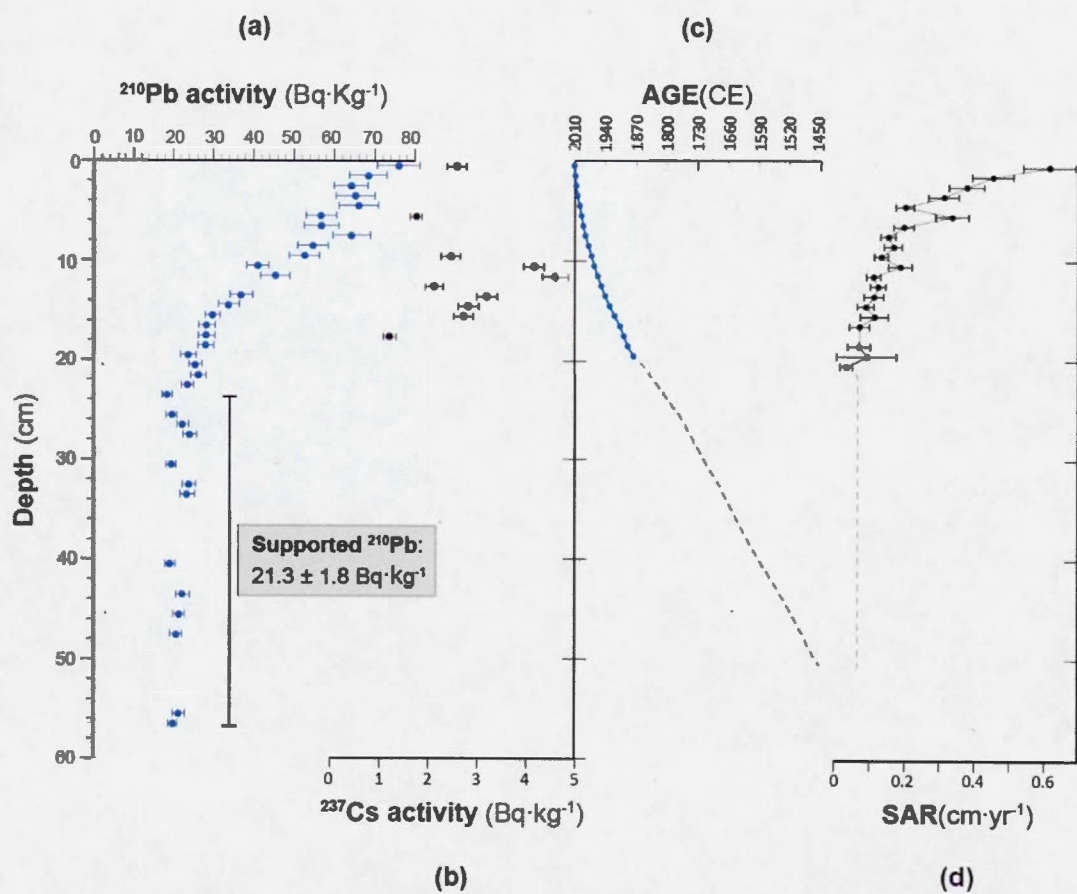 (a)
(c)
²¹⁰Pb activity (Bq·Kg⁻¹)
AGE(CE)
0 10 20 30 40 50 60 70 80
2010 1940 1870 1800 1730 1660 1590 1520 1450
0
10
20
30
40
50
60
Depth (cm)
Supported ²¹⁰Pb:
21.3 ± 1.8 Bq·kg⁻¹
0 1 2 3 4 5
0 0.2 0.4 0.6
²³⁷Cs activity (Bq·kg⁻¹)
SAR(cm·yr⁻¹)
(b)
(d)